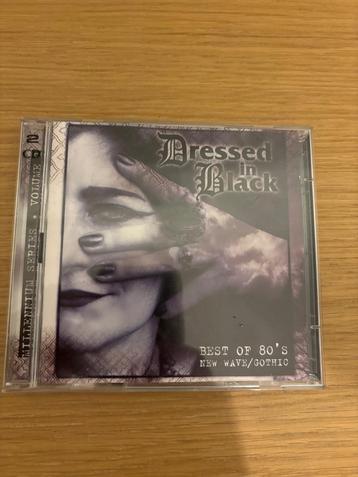 Dressed
in
Black
BEST OF 80'S
NEW WAVE/GOTHIC
MILLENNIUM SERIES • VOLUME
2
CD